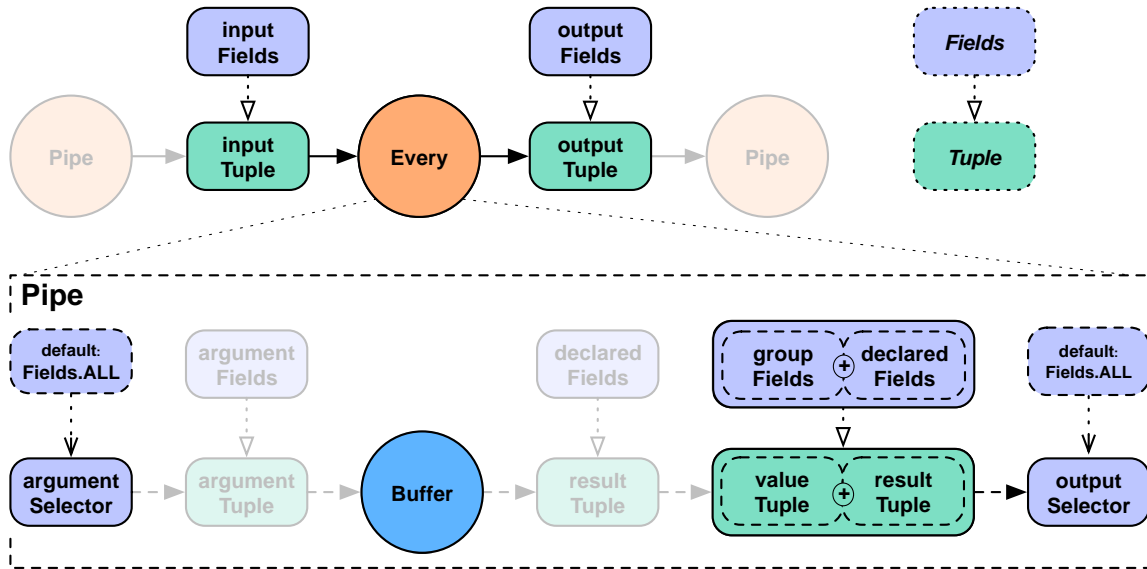 input
Fields
output
Fields
Fields
Pipe
input
Tuple
Every
output
Tuple
Pipe
Tuple
Pipe
default:
Fields.ALL
argument
Fields
declared
Fields
group
Fields
+
declared
Fields
default:
Fields.ALL
argument
Selector
argument
Tuple
Buffer
result
Tuple
value
Tuple
+
result
Tuple
output
Selector